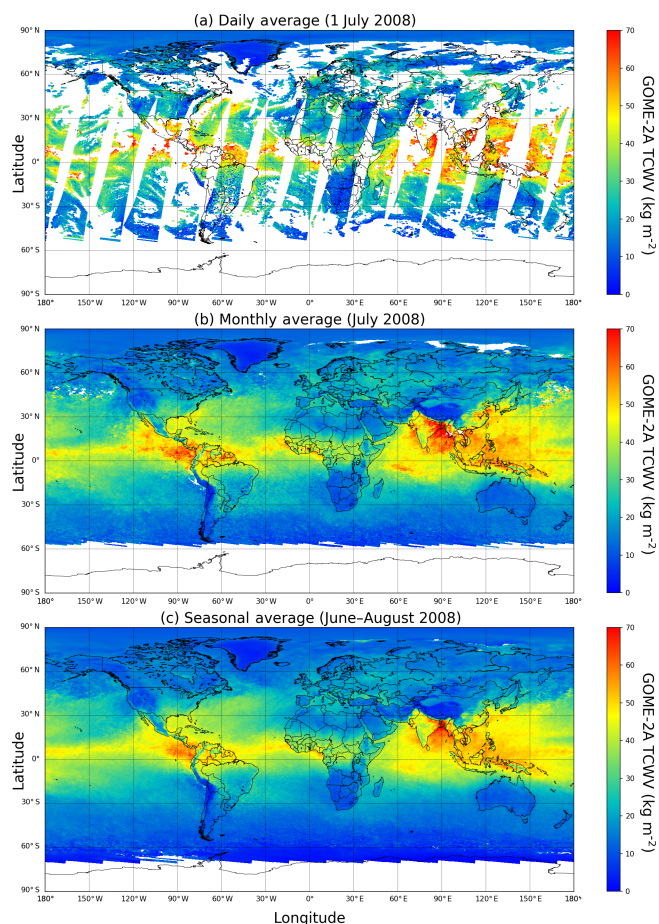 (a) Daily average (1 July 2008)
90° N
60° N
30° N
0°
30° S
60° S
90° S
Latitude
180° 150° W 120° W 90° W 60° W 30° W 0° 30° E 60° E 90° E 120° E 150° E 180°
70
60
50
40
30
20
10
0
GOME-2A TCWV (kg m⁻²)
(b) Monthly average (July 2008)
90° N
60° N
30° N
0°
30° S
60° S
90° S
Latitude
180° 150° W 120° W 90° W 60° W 30° W 0° 30° E 60° E 90° E 120° E 150° E 180°
70
60
50
40
30
20
10
0
GOME-2A TCWV (kg m⁻²)
(c) Seasonal average (June–August 2008)
90° N
60° N
30° N
0°
30° S
60° S
90° S
Latitude
180° 150° W 120° W 90° W 60° W 30° W 0° 30° E 60° E 90° E 120° E 150° E 180°
70
60
50
40
30
20
10
0
GOME-2A TCWV (kg m⁻²)
Longitude